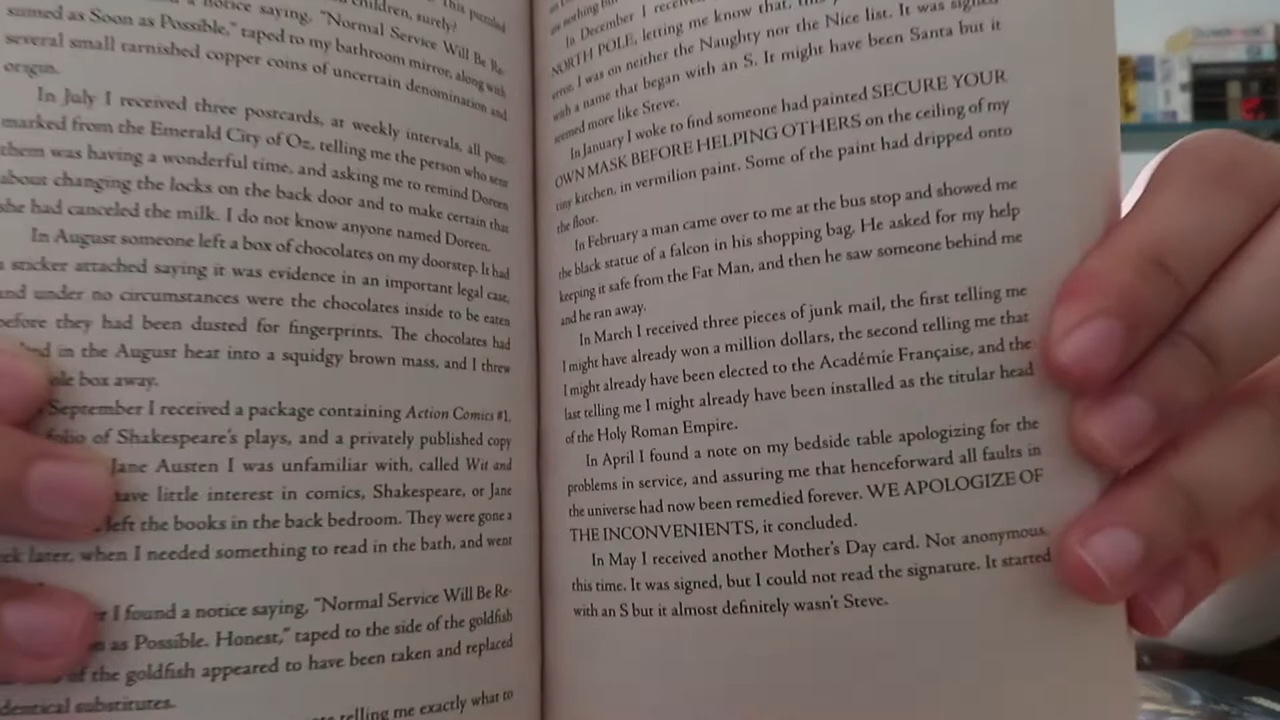 children, surely? This puzzled
a notice saying, "Normal Service Will Be Re-
sumed as Soon as Possible," taped to my bathroom mirror, along with
several small tarnished copper coins of uncertain denomination and
origin.
In July I received three postcards, at weekly intervals, all post-
marked from the Emerald City of Oz, telling me the person who sent
them was having a wonderful time, and asking me to remind Doreen
about changing the locks on the back door and to make certain that
she had canceled the milk. I do not know anyone named Doreen.
In August someone left a box of chocolates on my doorstep. It had
sticker attached saying it was evidence in an important legal case,
and under no circumstances were the chocolates inside to be eaten
before they had been dusted for fingerprints. The chocolates had
in the August heat into a squidgy brown mass, and I threw
box away.
September I received a package containing Action Comics #1,
folio of Shakespeare's plays, and a privately published copy
Jane Austen I was unfamiliar with, called Wit and
have little interest in comics, Shakespeare, or Jane
left the books in the back bedroom. They were gone a
later, when I needed something to read in the bath, and went
I found a notice saying, "Normal Service Will Be Re-
as Possible. Honest," taped to the side of the goldfish
of the goldfish appeared to have been taken and replaced
identical substitutes.
telling me exactly what to
nothing but
In December I received
NORTH POLE, letting me know that,
I was on neither the Naughty nor the Nice list. It was signed
with a name that began with an S. It might have been Santa but it
seemed more like Steve.
In January I woke to find someone had painted SECURE YOUR
OWN MASK BEFORE HELPING OTHERS on the ceiling of my
tiny kitchen, in vermilion paint. Some of the paint had dripped onto
the floor.
In February a man came over to me at the bus stop and showed me
the black statue of a falcon in his shopping bag. He asked for my help
keeping it safe from the Fat Man, and then he saw someone behind me
and he ran away.
In March I received three pieces of junk mail, the first telling me
I might have already won a million dollars, the second telling me that
I might already have been elected to the Académie Française, and the
last telling me I might already have been installed as the titular head
of the Holy Roman Empire.
In April I found a note on my bedside table apologizing for the
problems in service, and assuring me that henceforward all faults in
the universe had now been remedied forever. WE APOLOGIZE OF
THE INCONVENIENTS, it concluded.
In May I received another Mother's Day card. Not anonymous,
this time. It was signed, but I could not read the signature. It started
with an S but it almost definitely wasn't Steve.